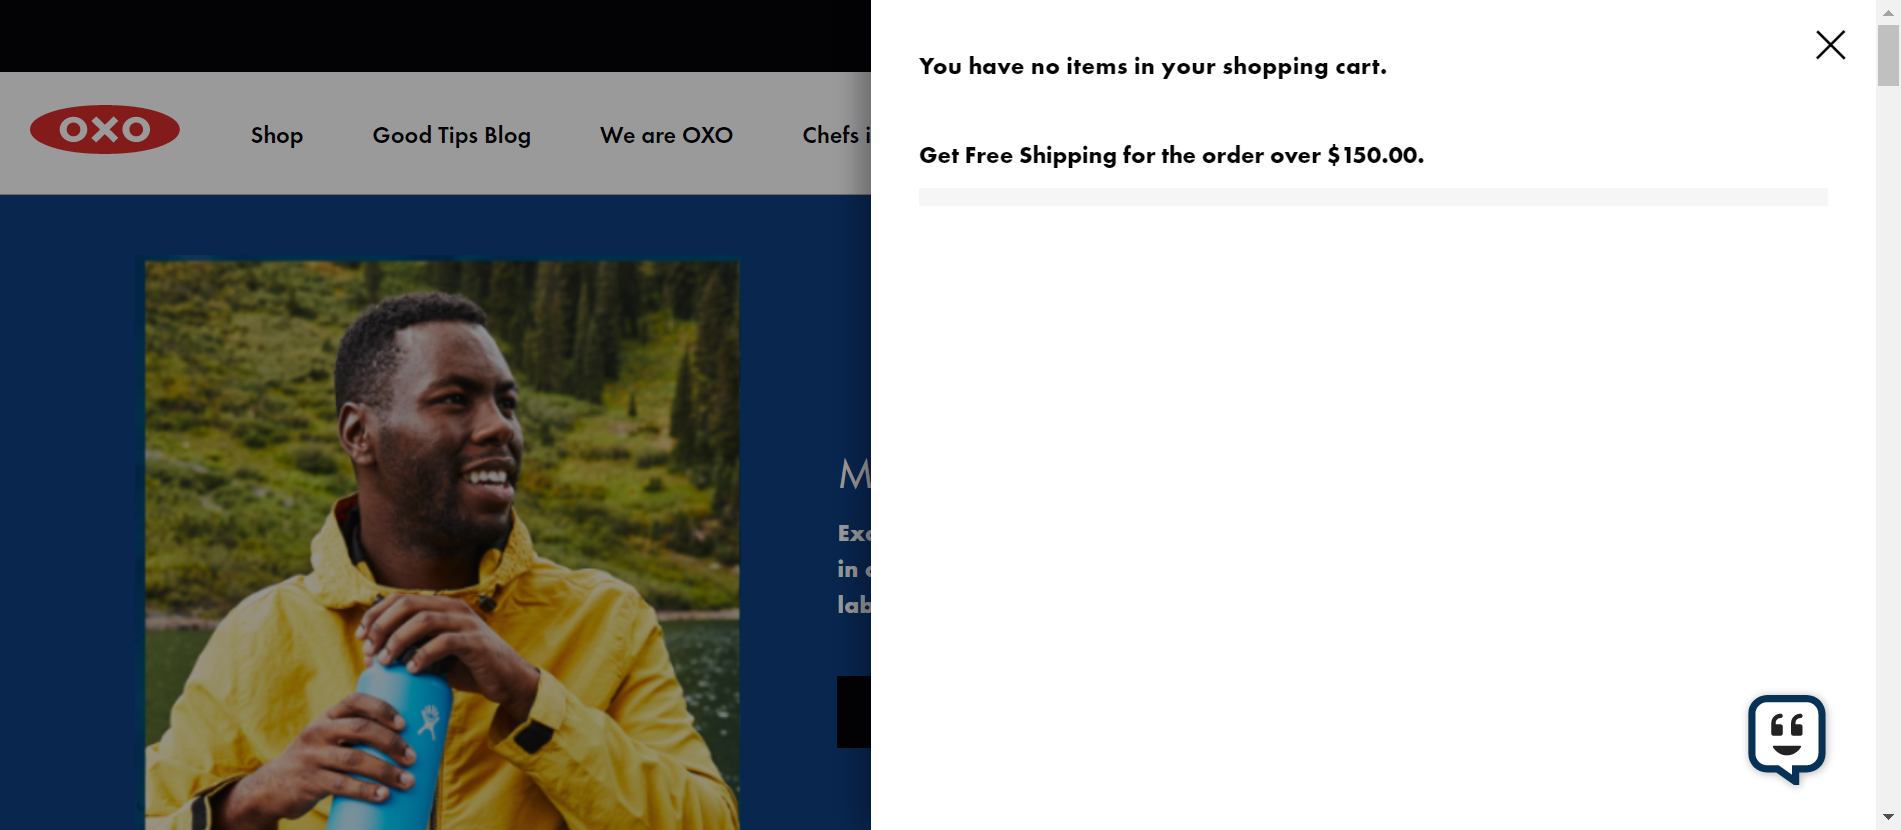 OXO
Shop
Good Tips Blog
We are OXO
Chefs i
You have no items in your shopping cart.
Get Free Shipping for the order over $150.00.
M
Exc
in
lab